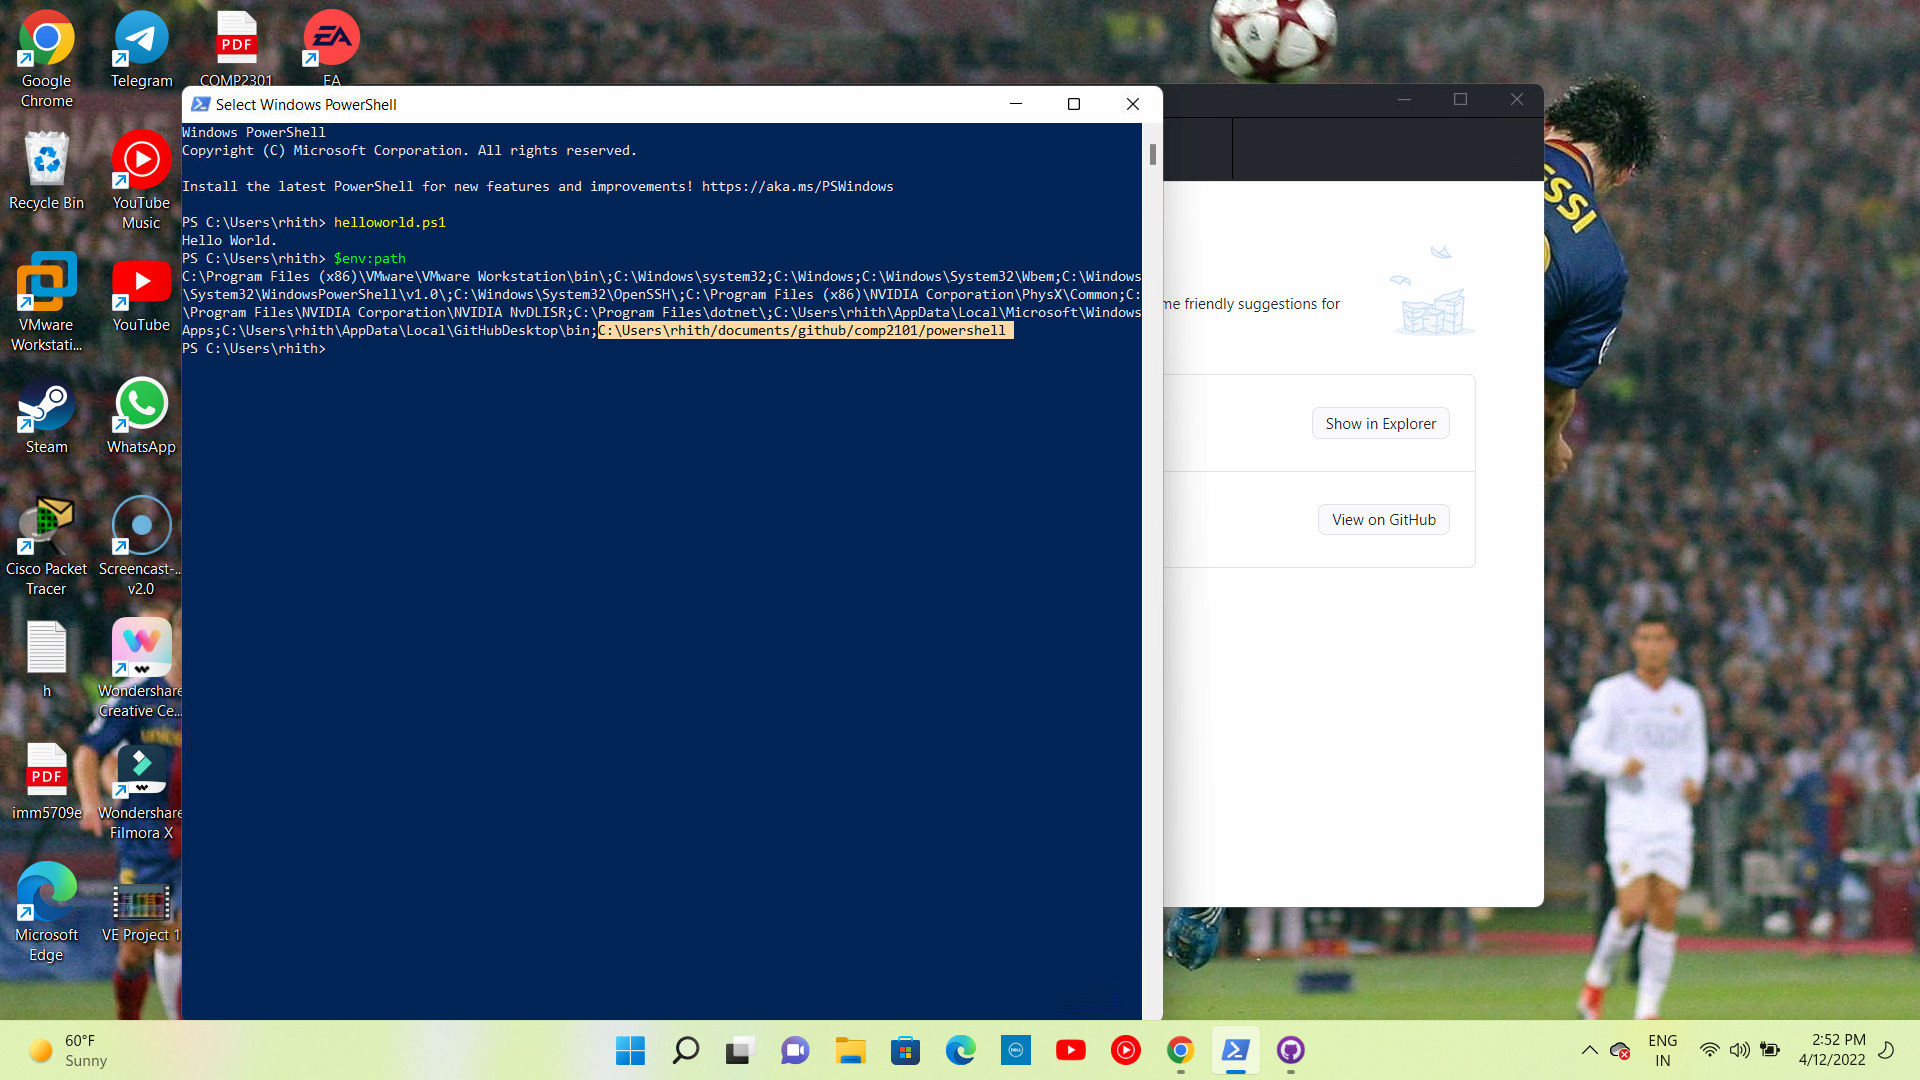 Google
Chrome
Telegram
PDF
COMP2301
EA
EA
Recycle Bin
YouTube
Music
VMware
Workstati...
YouTube
Steam
WhatsApp
Cisco Packet
Tracer
Screencast-...
v2.0
h
Wondershare
Creative Ce...
PDF
imm5709e
Wondershare
Filmora X
Microsoft
Edge
VE Project 1
Select Windows PowerShell
Windows PowerShell
Copyright (C) Microsoft Corporation. All rights reserved.
Install the latest PowerShell for new features and improvements! https://aka.ms/PSWindows
PS C:\Users\rhith> helloworld.ps1
Hello World.
PS C:\Users\rhith> $env:path
C:\Program Files (x86)\VMware\VMware Workstation\bin\;C:\Windows\system32;C:\Windows;C:\Windows\System32\Wbem;C:\Windows
\System32\WindowsPowerShell\v1.0\;C:\Windows\System32\OpenSSH\;C:\Program Files (x86)\NVIDIA Corporation\PhysX\Common;C:
\Program Files\NVIDIA Corporation\NVIDIA NvDLISR;C:\Program Files\dotnet\;C:\Users\rhith\AppData\Local\Microsoft\Windows
Apps;C:\Users\rhith\AppData\Local\GitHubDesktop\bin;C:\Users\rhith/documents/github/comp2101/powershell
PS C:\Users\rhith>
me friendly suggestions for
Show in Explorer
View on GitHub
60°F
Sunny
DELL
ENG
IN
2:52 PM
4/12/2022